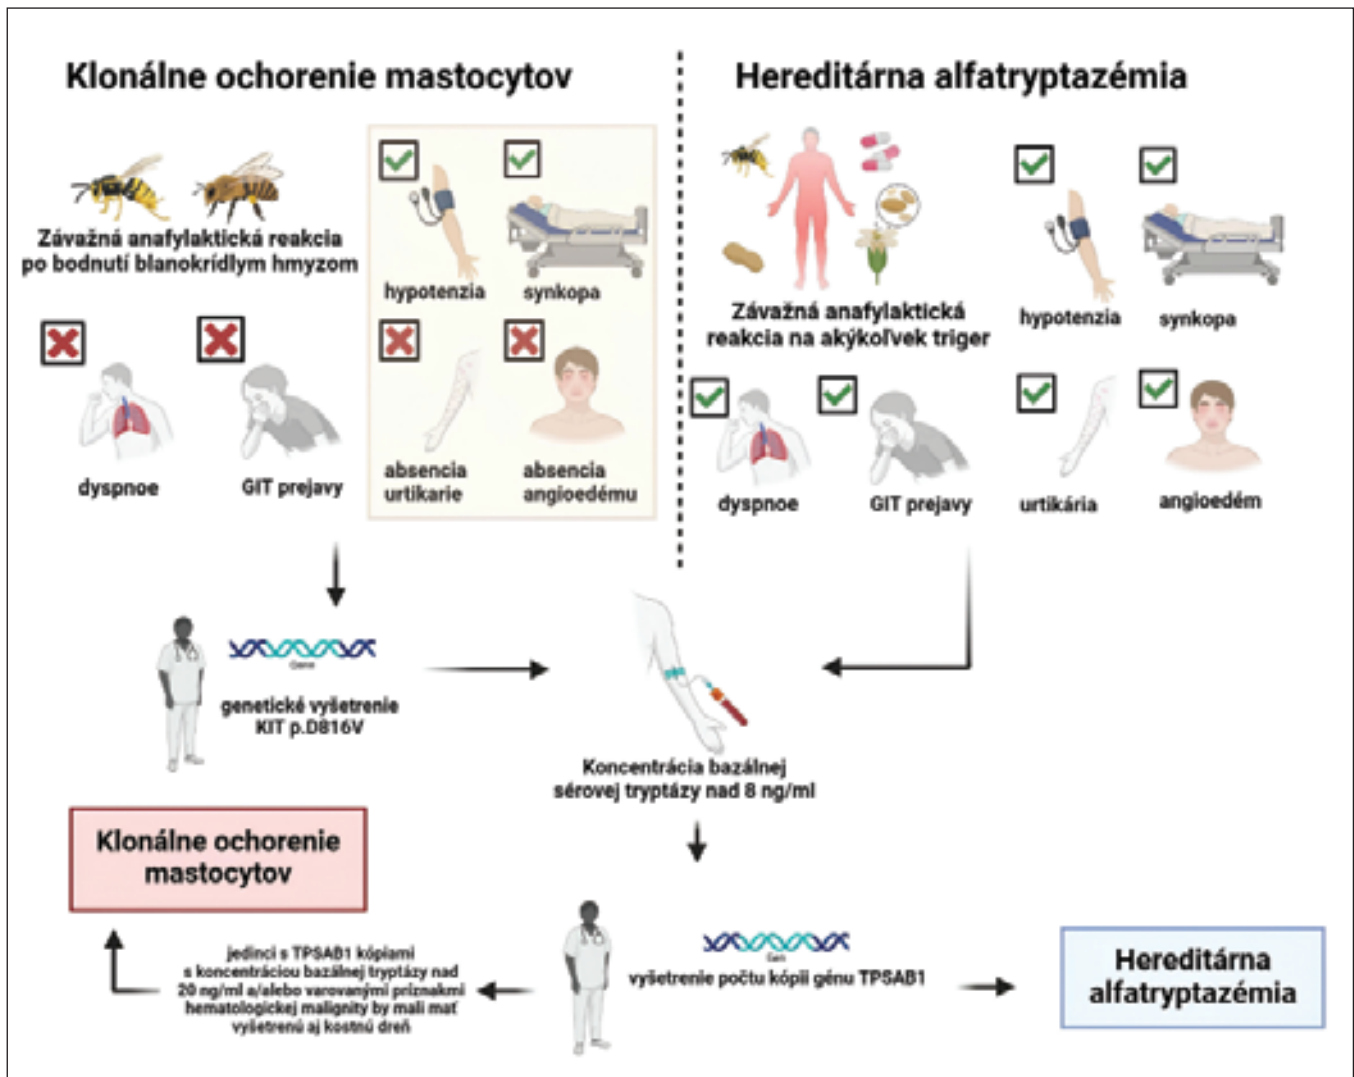 Klonálne ochorenie mastocytov
Závažná anafylaktická reakcia
po bodnutí blanokrídlym hmyzom
hypotenzia
synkopa
dyspnoe
GIT prejavy
absencia
urtikarie
absencia
angioedému
Hereditárna alfatryptazémia
Závažná anafylaktická
reakcia na akýkoľvek triger
hypotenzia
synkopa
dyspnoe
GIT prejavy
urtikária
angioedém
Gene
genetické vyšetrenie
KIT p.D816V
Koncentrácia bazálnej
sérovej tryptázy nad 8 ng/ml
Klonálne ochorenie
mastocytov
jedinci s TPSAB1 kópiami
s koncentráciou bazálnej tryptázy nad
20 ng/ml a/alebo varovanými príznakmi
hematologickej malignity by mali mať
vyšetrenú aj kostnú dreň
Gen
vyšetrenie počtu kópii génu TPSAB1
Hereditárna
alfatryptazémia